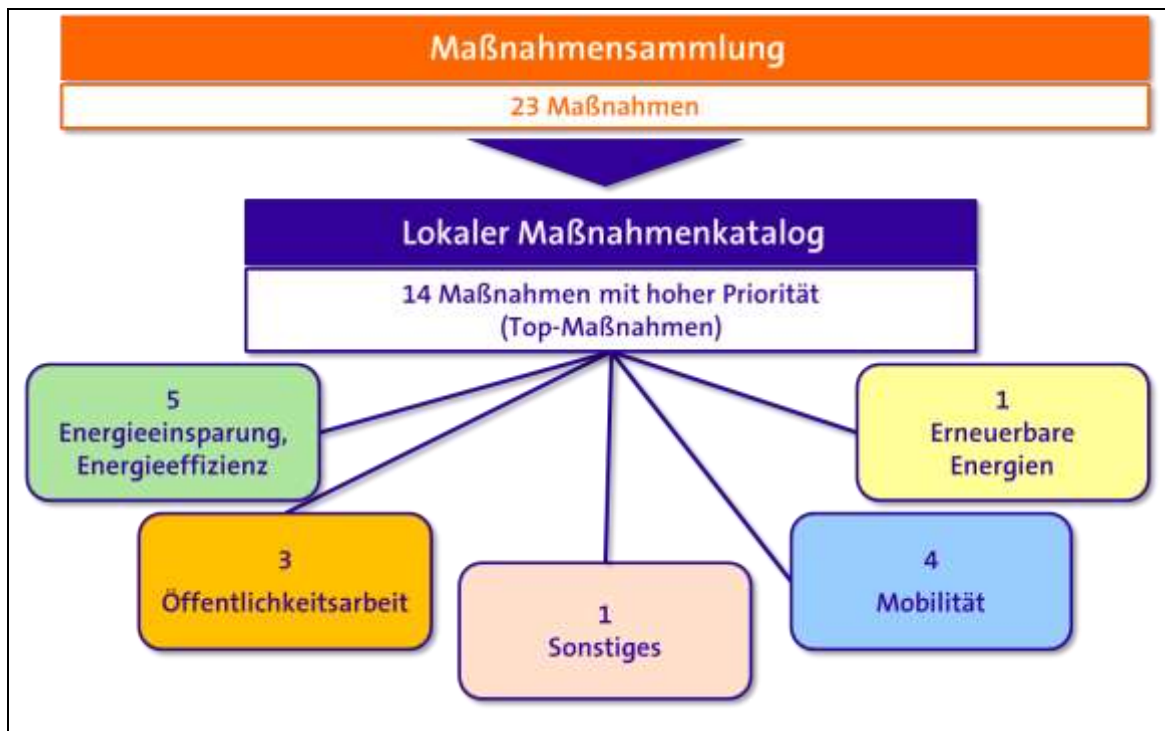 Maßnahmensammlung
23 Maßnahmen
Lokaler Maßnahmenkatalog
14 Maßnahmen mit hoher Priorität
(Top-Maßnahmen)
5
Energieeinsparung,
Energieeffizienz
1
Erneuerbare
Energien
3
Öffentlichkeitsarbeit
1
Sonstiges
4
Mobilität